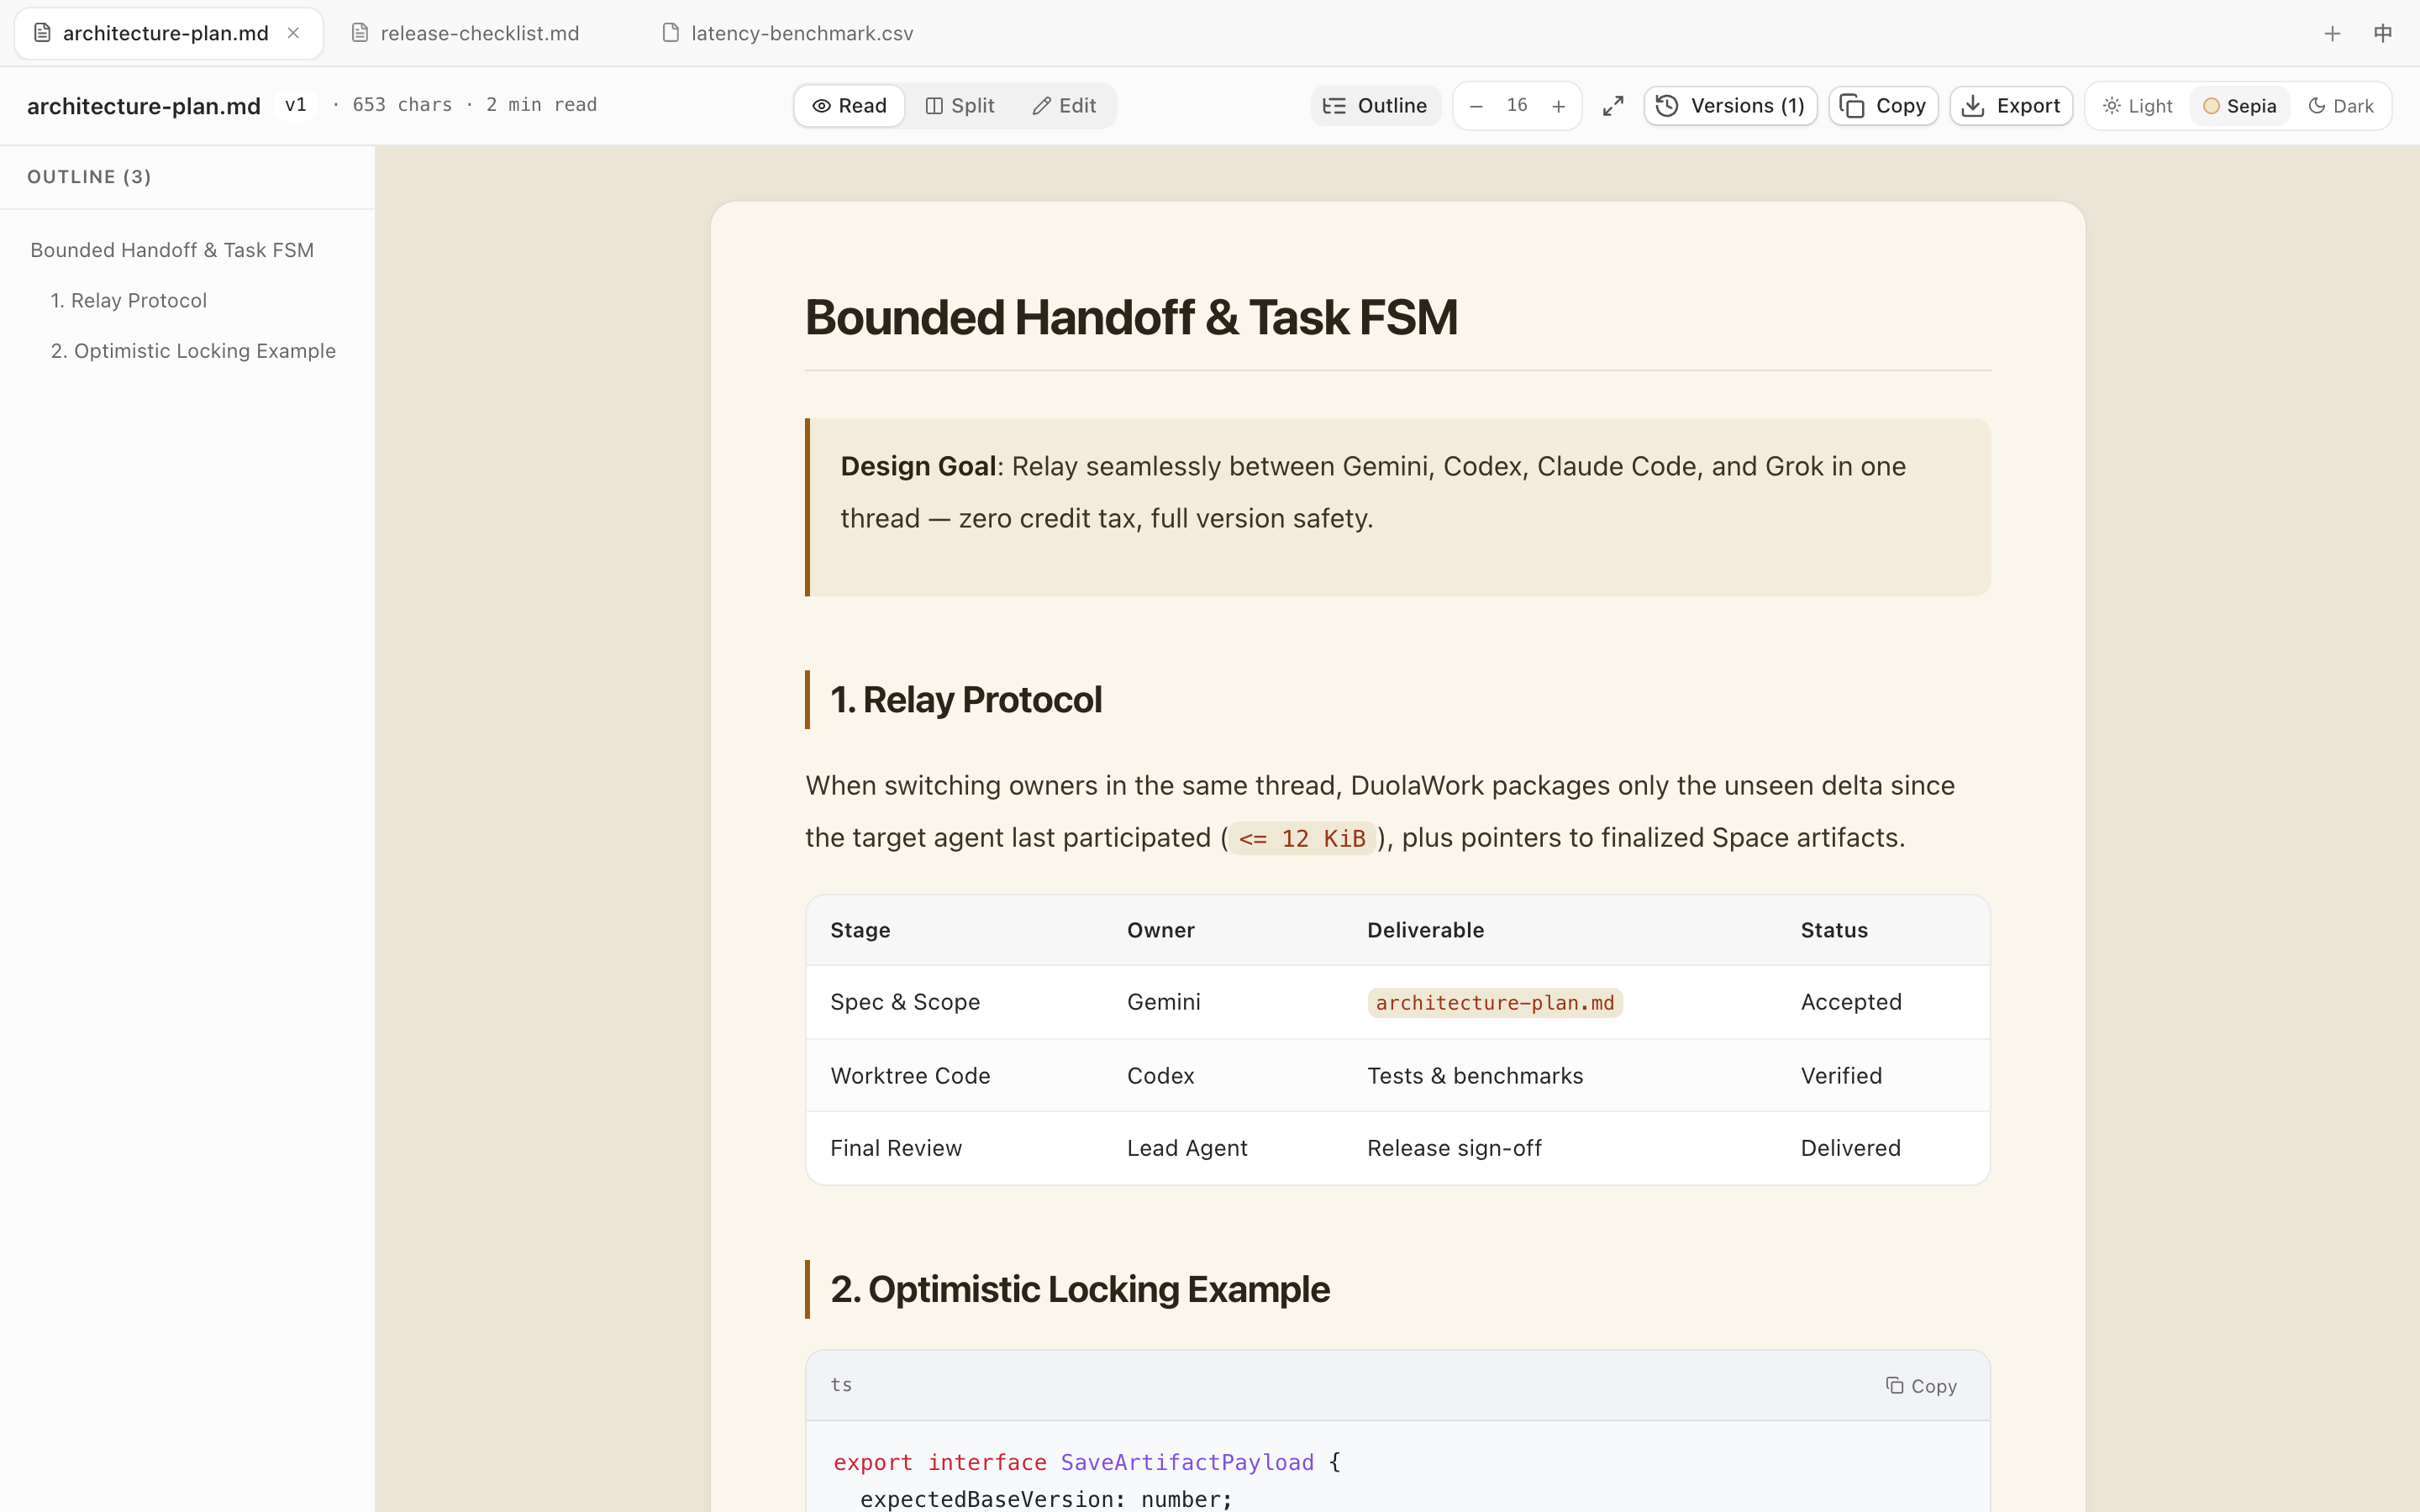 architecture-plan.md
release-checklist.md
latency-benchmark.csv
中
architecture-plan.md v1 · 653 chars · 2 min read
Read Split Edit
Outline − 16 + Versions (1) Copy Export Light Sepia Dark
OUTLINE (3)
Bounded Handoff & Task FSM
1. Relay Protocol
2. Optimistic Locking Example
Bounded Handoff & Task FSM
Design Goal: Relay seamlessly between Gemini, Codex, Claude Code, and Grok in one
thread — zero credit tax, full version safety.
1. Relay Protocol
When switching owners in the same thread, DuolaWork packages only the unseen delta since
the target agent last participated (<= 12 KiB), plus pointers to finalized Space artifacts.
Stage Owner Deliverable Status
Spec & Scope Gemini architecture-plan.md Accepted
Worktree Code Codex Tests & benchmarks Verified
Final Review Lead Agent Release sign-off Delivered
2. Optimistic Locking Example
ts Copy
export interface SaveArtifactPayload {
expectedBaseVersion: number;